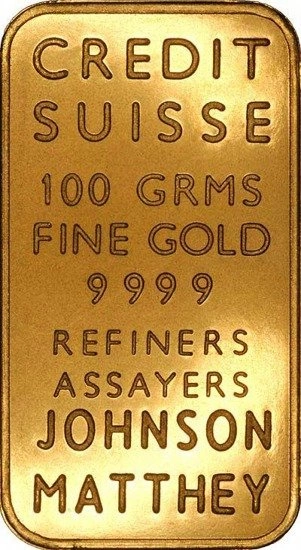 CREDIT
SUISSE
100 GRMS
FINE GOLD
9999
REFINERS
ASSAYERS
JOHNSON
MATTHEY